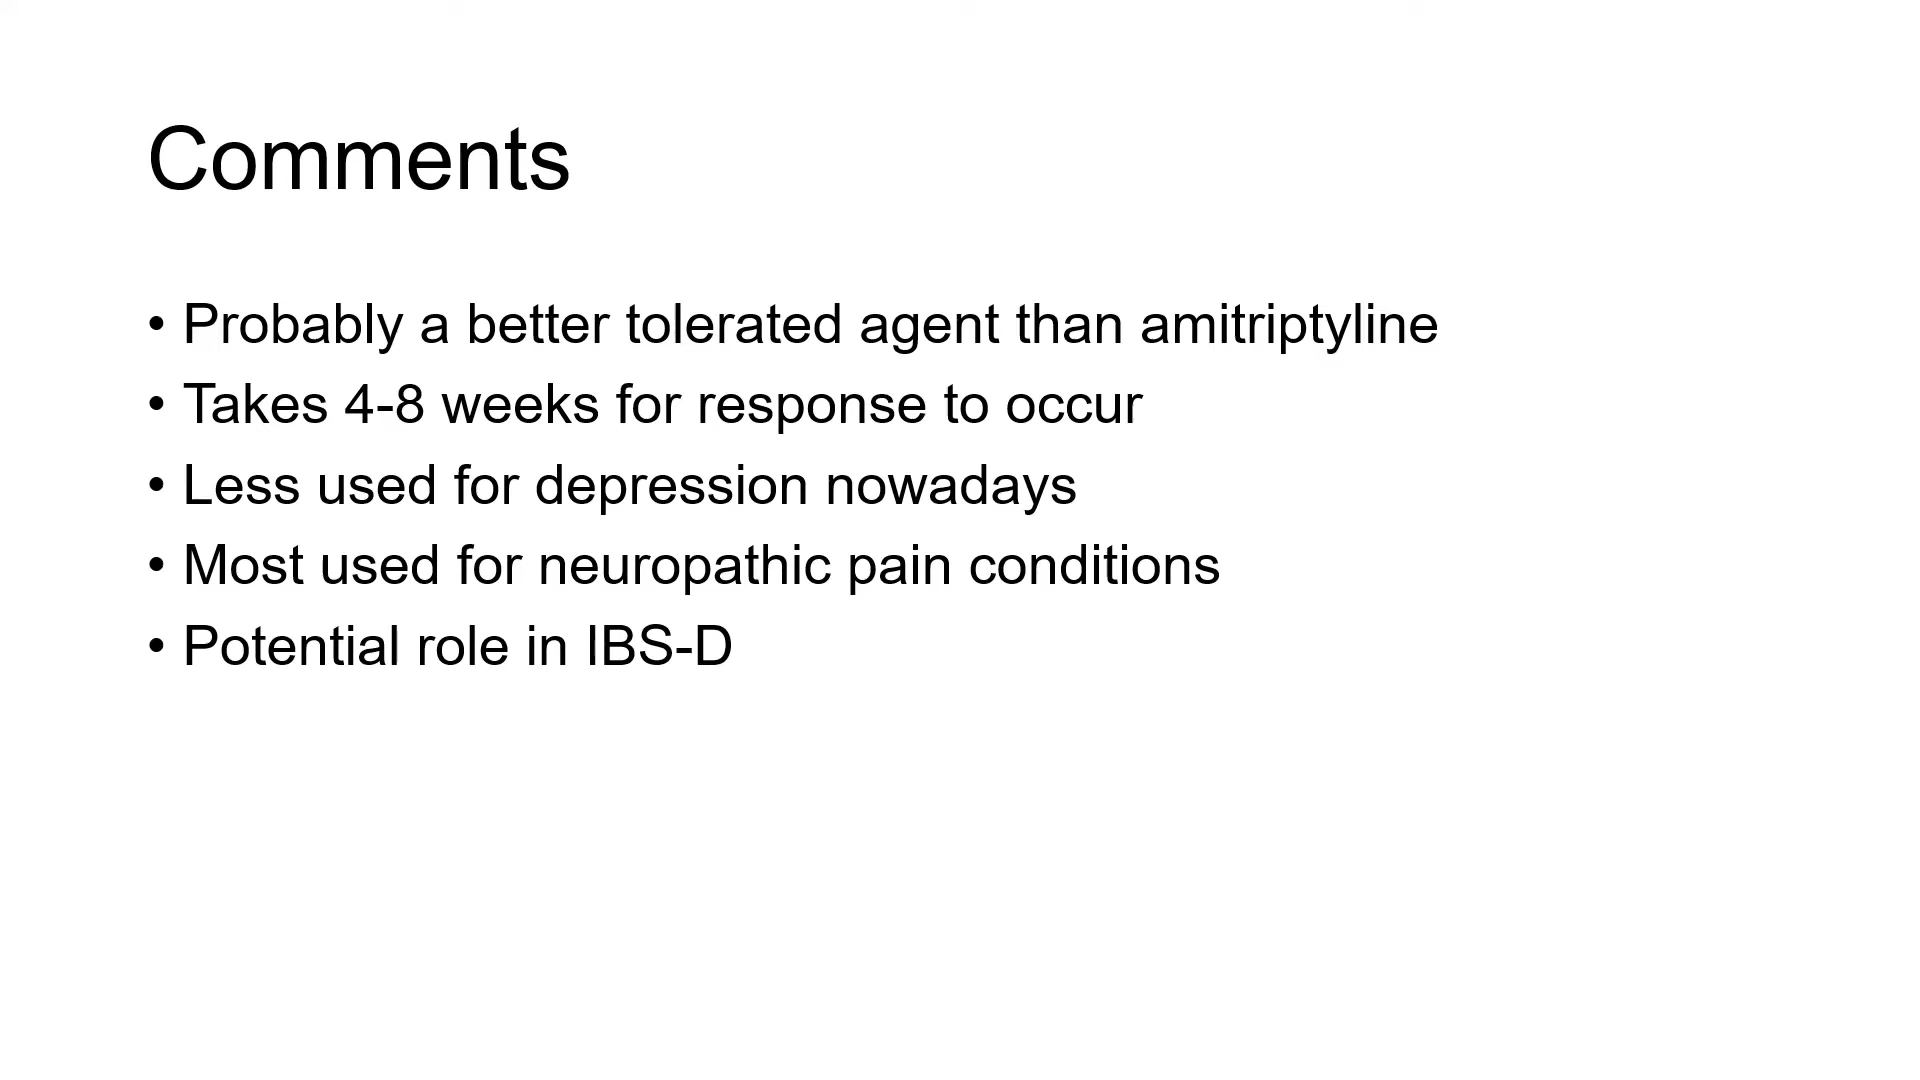 Comments
• Probably a better tolerated agent than amitriptyline
• Takes 4-8 weeks for response to occur
• Less used for depression nowadays
• Most used for neuropathic pain conditions
• Potential role in IBS-D